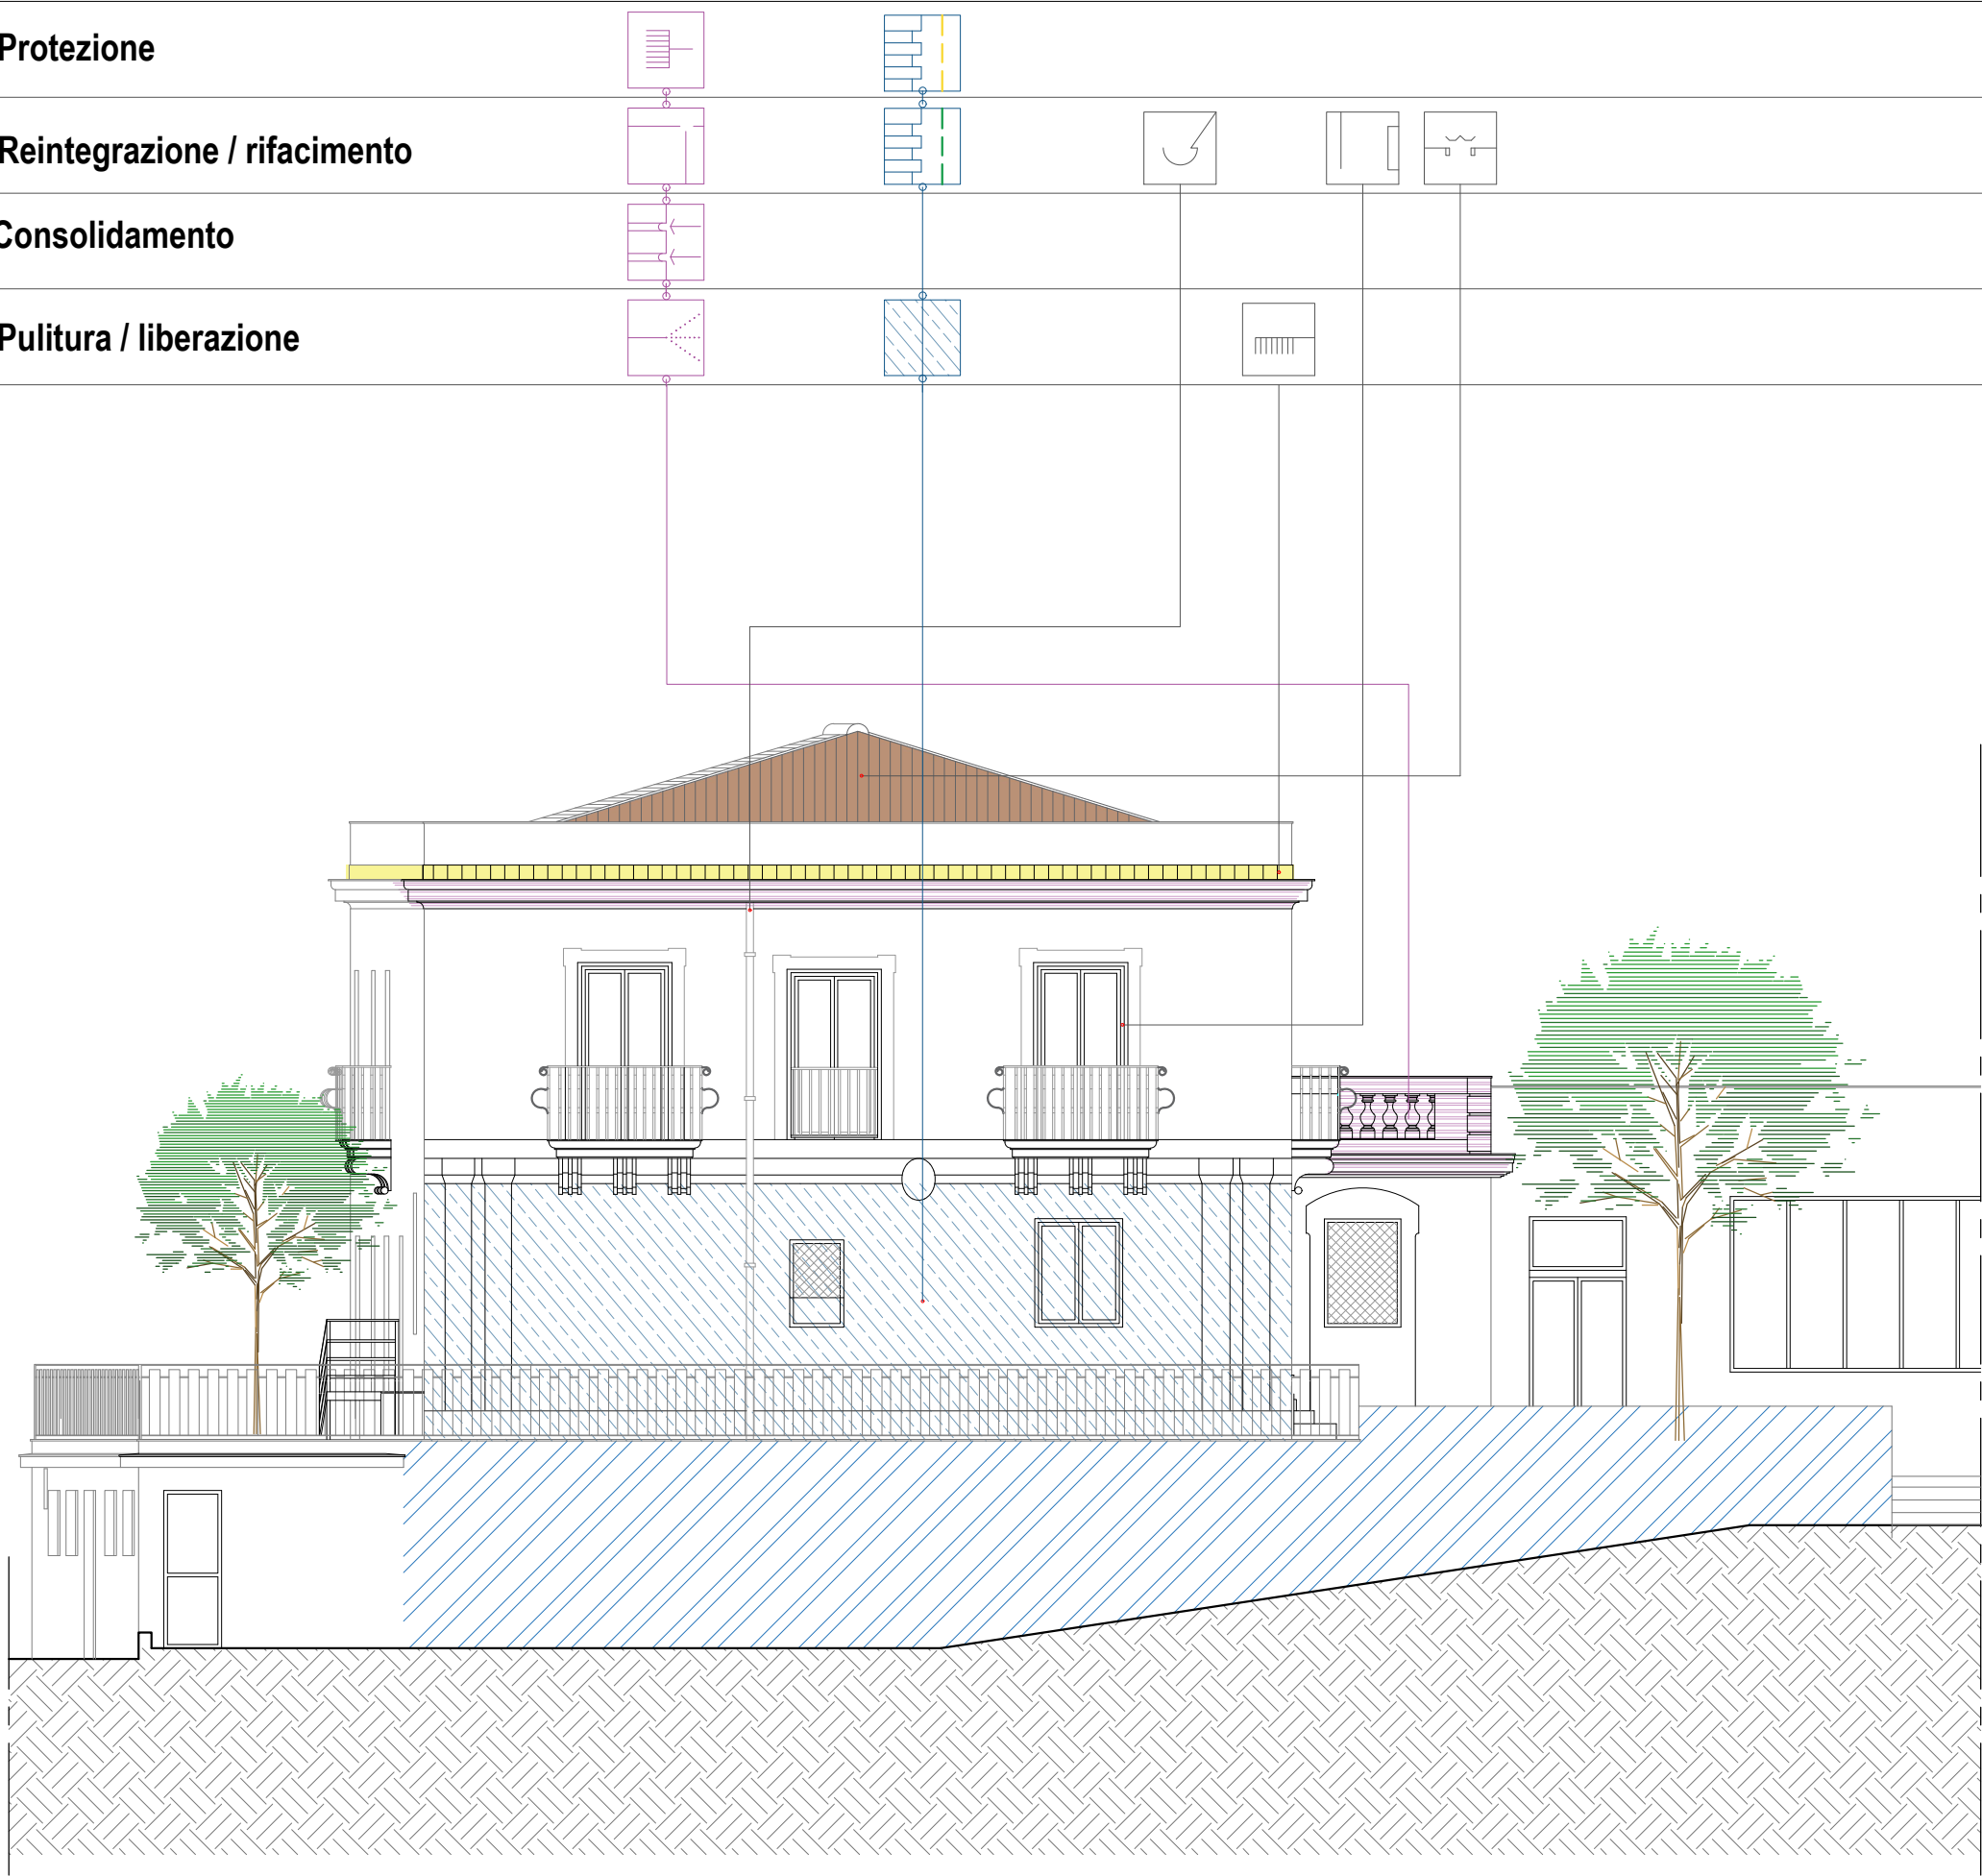 Protezione
Reintegrazione / rifacimento
Consolidamento
Pulitura / liberazione